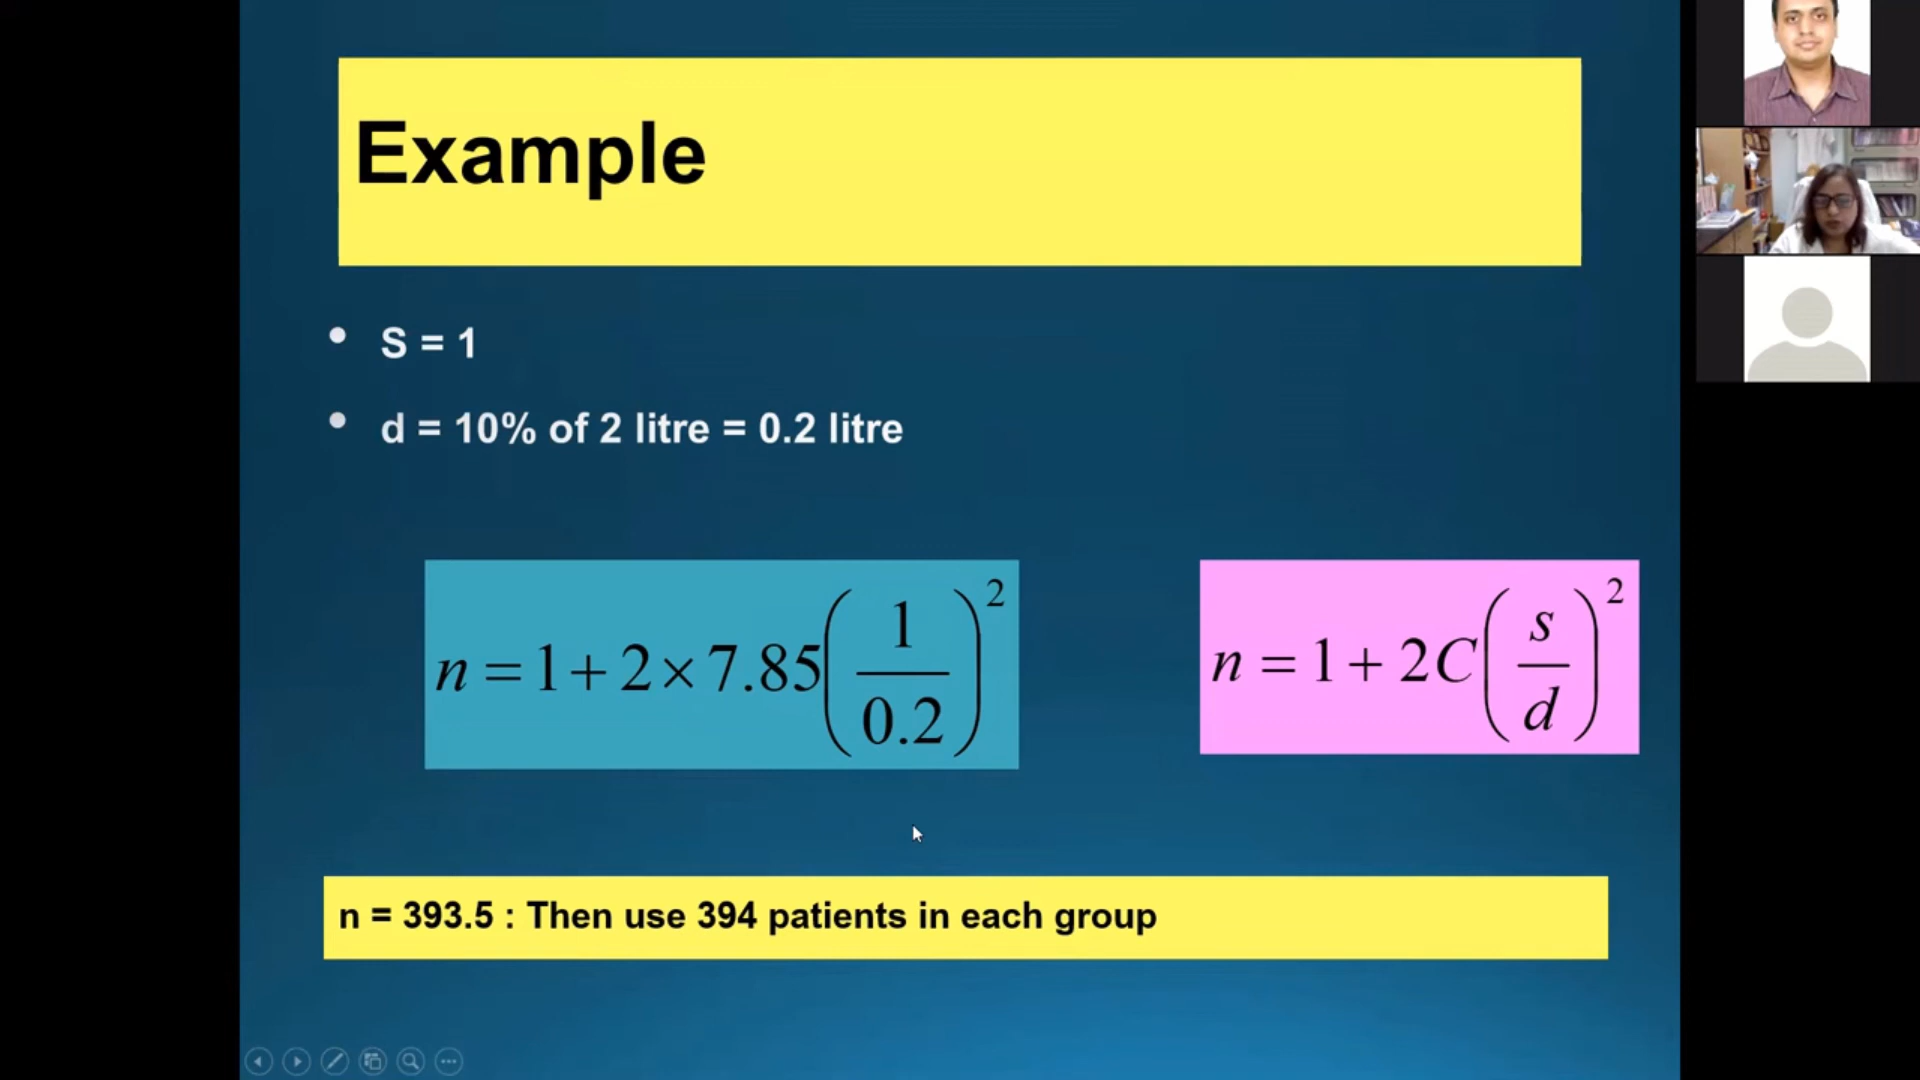 Example
• S = 1
• d = 10% of 2 litre = 0.2 litre
n = 1 + 2 × 7.85 (1/0.2)²
n = 1 + 2C (s/d)²
n = 393.5 : Then use 394 patients in each group